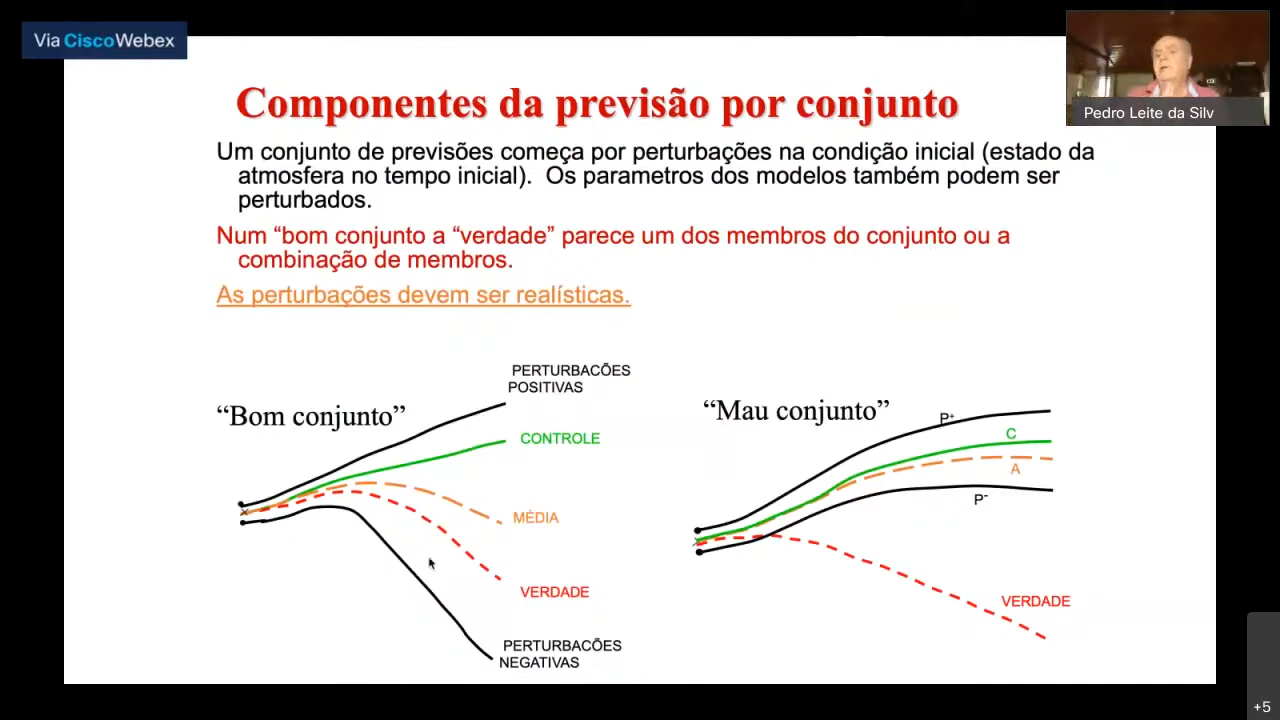 Via CiscoWebex
Pedro Leite da Silv
Componentes da previsão por conjunto
Um conjunto de previsões começa por perturbações na condição inicial (estado da
atmosfera no tempo inicial). Os parametros dos modelos também podem ser
perturbados.
Num “bom conjunto a “verdade” parece um dos membros do conjunto ou a
combinação de membros.
As perturbações devem ser realísticas.
“Bom conjunto”
PERTURBACÕES
POSITIVAS
CONTROLE
MÉDIA
VERDADE
PERTURBACÕES
NEGATIVAS
“Mau conjunto”
P+
C
A
P-
VERDADE
+5